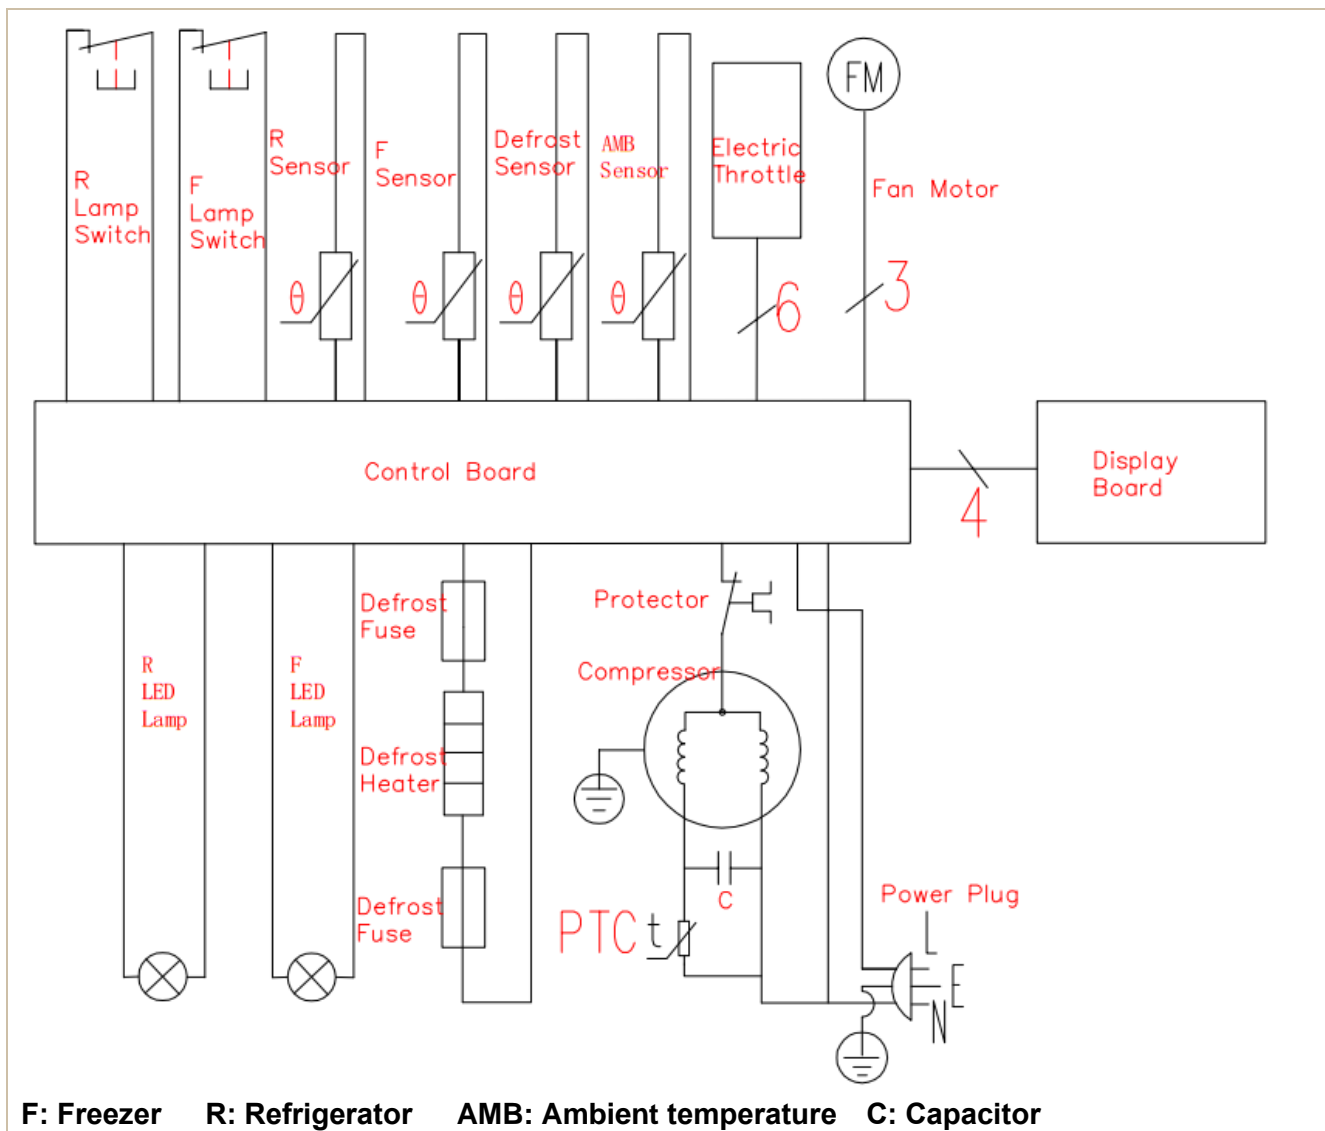 FM
R
Lamp
Switch
F
Lamp
Switch
R
Sensor
F
Sensor
Defrost
Sensor
AMB
Sensor
Electric
Throttle
Fan Motor
θ
θ
θ
θ
6
3
Control Board
4
Display
Board
R
LED
Lamp
F
LED
Lamp
Defrost
Fuse
Defrost
Heater
Defrost
Fuse
Protector
Compressor
C
PTC t
Power Plug
L
E
N
F: Freezer R: Refrigerator AMB: Ambient temperature C: Capacitor